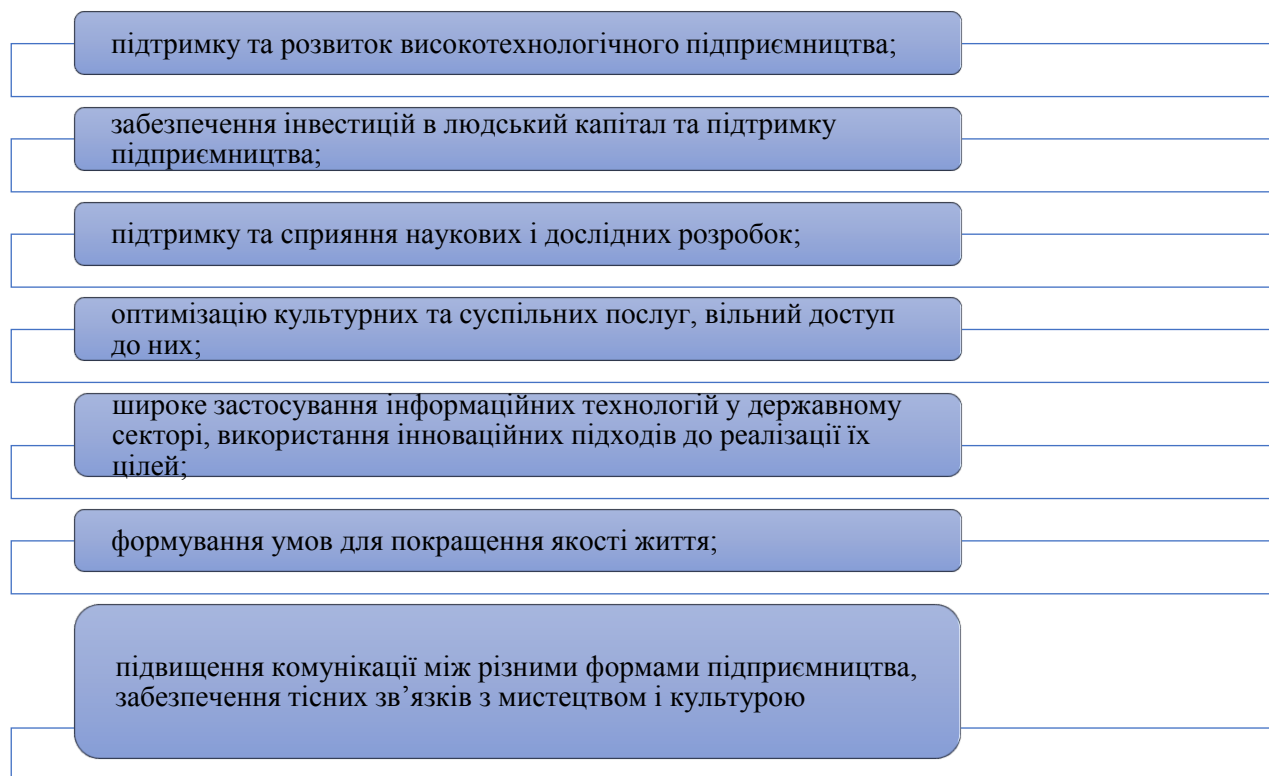 підтримку та розвиток високотехнологічного підприємництва;
забезпечення інвестицій в людський капітал та підтримку
підприємництва;
підтримку та сприяння наукових і дослідних розробок;
оптимізацію культурних та суспільних послуг, вільний доступ
до них;
широке застосування інформаційних технологій у державному
секторі, використання інноваційних підходів до реалізації їх
цілей;
формування умов для покращення якості життя;
підвищення комунікації між різними формами підприємництва,
забезпечення тісних зв’язків з мистецтвом і культурою